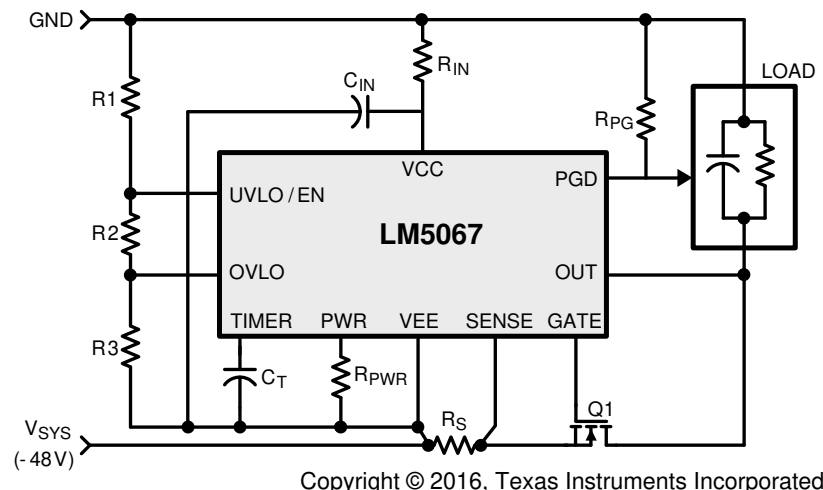 GND
LOAD
R1
C_IN
R_IN
R_PG
VCC
UVLO / EN
PGD
R2
LM5067
OVLO
OUT
TIMER
PWR
VEE
SENSE
GATE
R3
C_T
R_PWR
R_S
Q1
V_SYS
(- 48V)
Copyright © 2016, Texas Instruments Incorporated